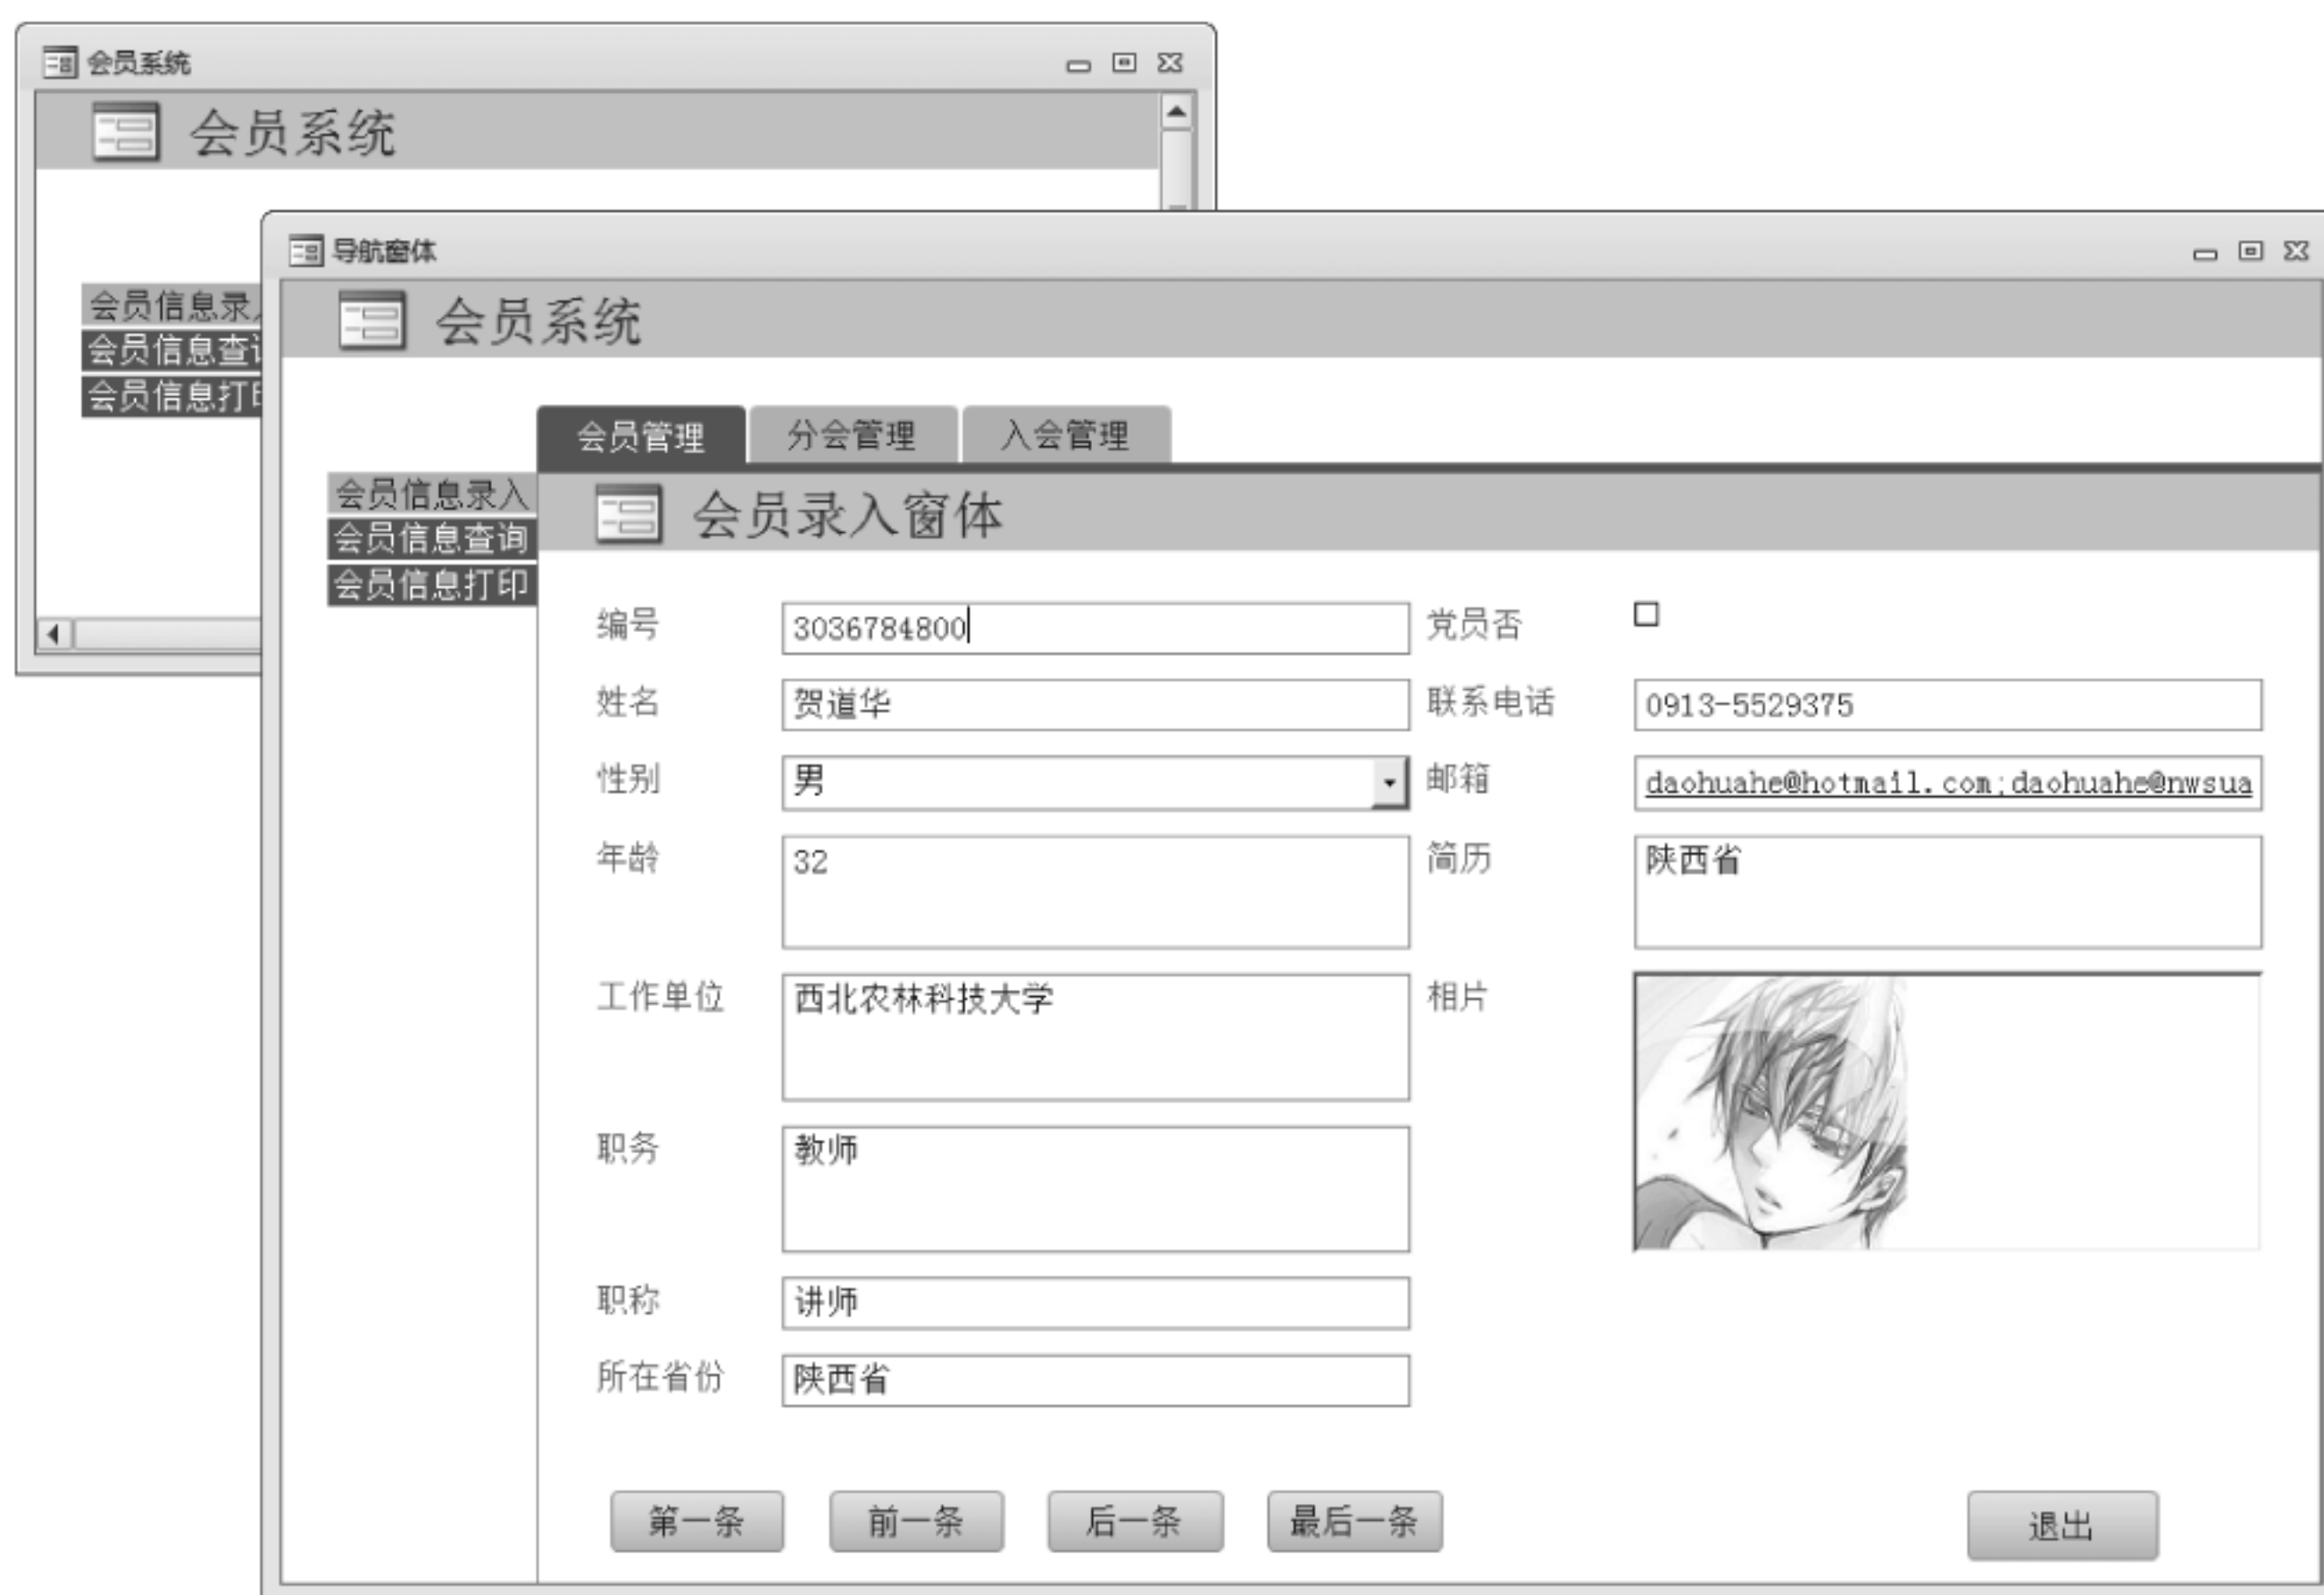 会员系统
会员系统
会员信息录
会员信息查
会员信息打
导航窗体
会员系统
会员管理 分会管理 入会管理
会员信息录入
会员信息查询
会员信息打印
会员录入窗体
编号 3036784800 党员否
姓名 贺道华 联系电话 0913-5529375
性别 男 邮箱 daohuahe@hotmail.com;daohuahe@nwsua
年龄 32 简历 陕西省
工作单位 西北农林科技大学 相片
职务 教师
职称 讲师
所在省份 陕西省
第一条 前一条 后一条 最后一条 退出